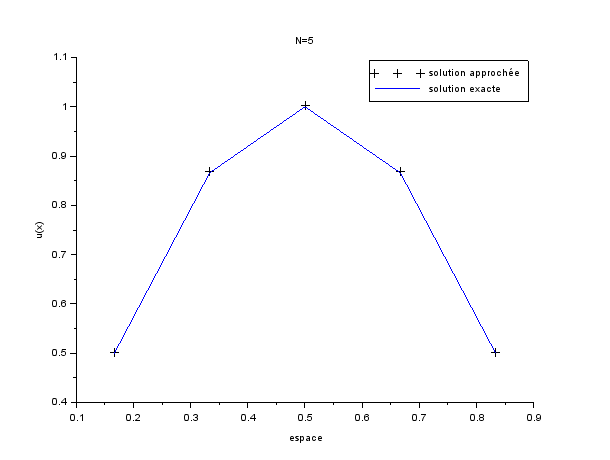 N=5
solution approchée
solution exacte
1.1
1
0.9
0.8
0.7
0.6
0.5
0.4
u(x)
0.1 0.2 0.3 0.4 0.5 0.6 0.7 0.8 0.9
espace